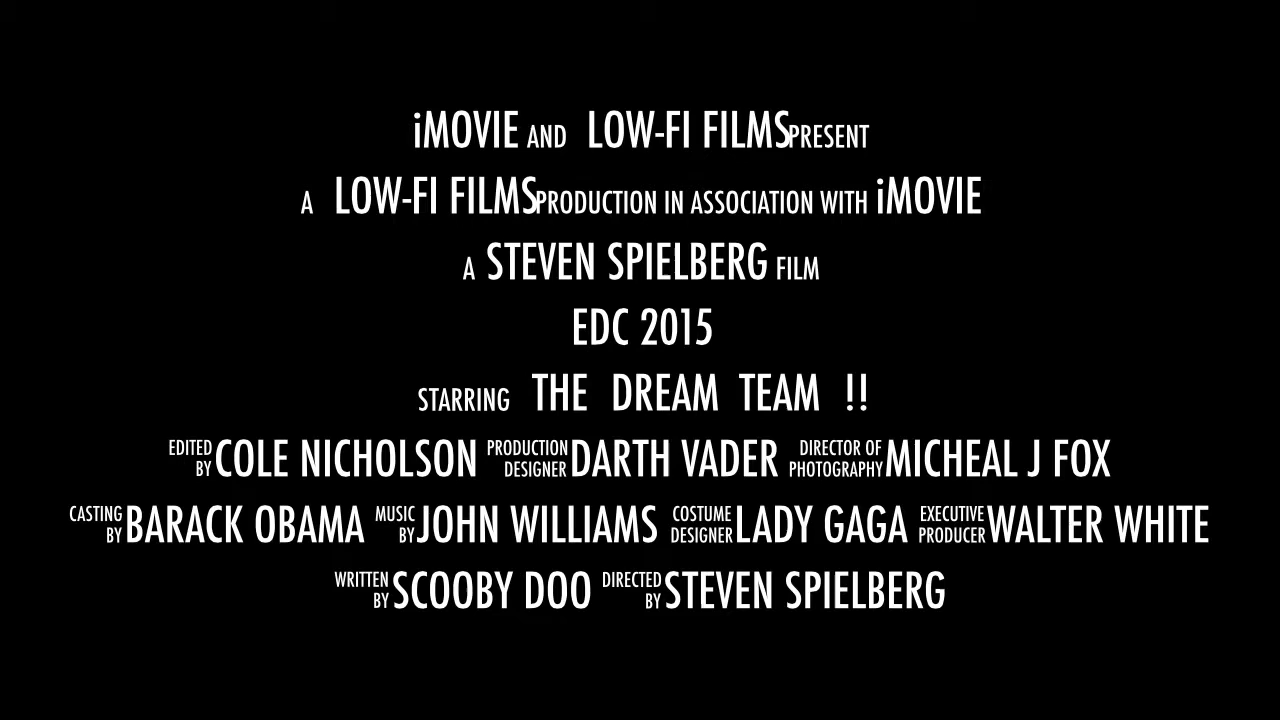 iMOVIE AND LOW-FI FILMS PRESENT
A LOW-FI FILMS PRODUCTION IN ASSOCIATION WITH iMOVIE
A STEVEN SPIELBERG FILM
EDC 2015
STARRING THE DREAM TEAM !!
EDITED BY COLE NICHOLSON PRODUCTION DESIGNER DARTH VADER DIRECTOR OF PHOTOGRAPHY MICHEAL J FOX
CASTING BY BARACK OBAMA MUSIC BY JOHN WILLIAMS COSTUME DESIGNER LADY GAGA EXECUTIVE PRODUCER WALTER WHITE
WRITTEN BY SCOOBY DOO DIRECTED BY STEVEN SPIELBERG